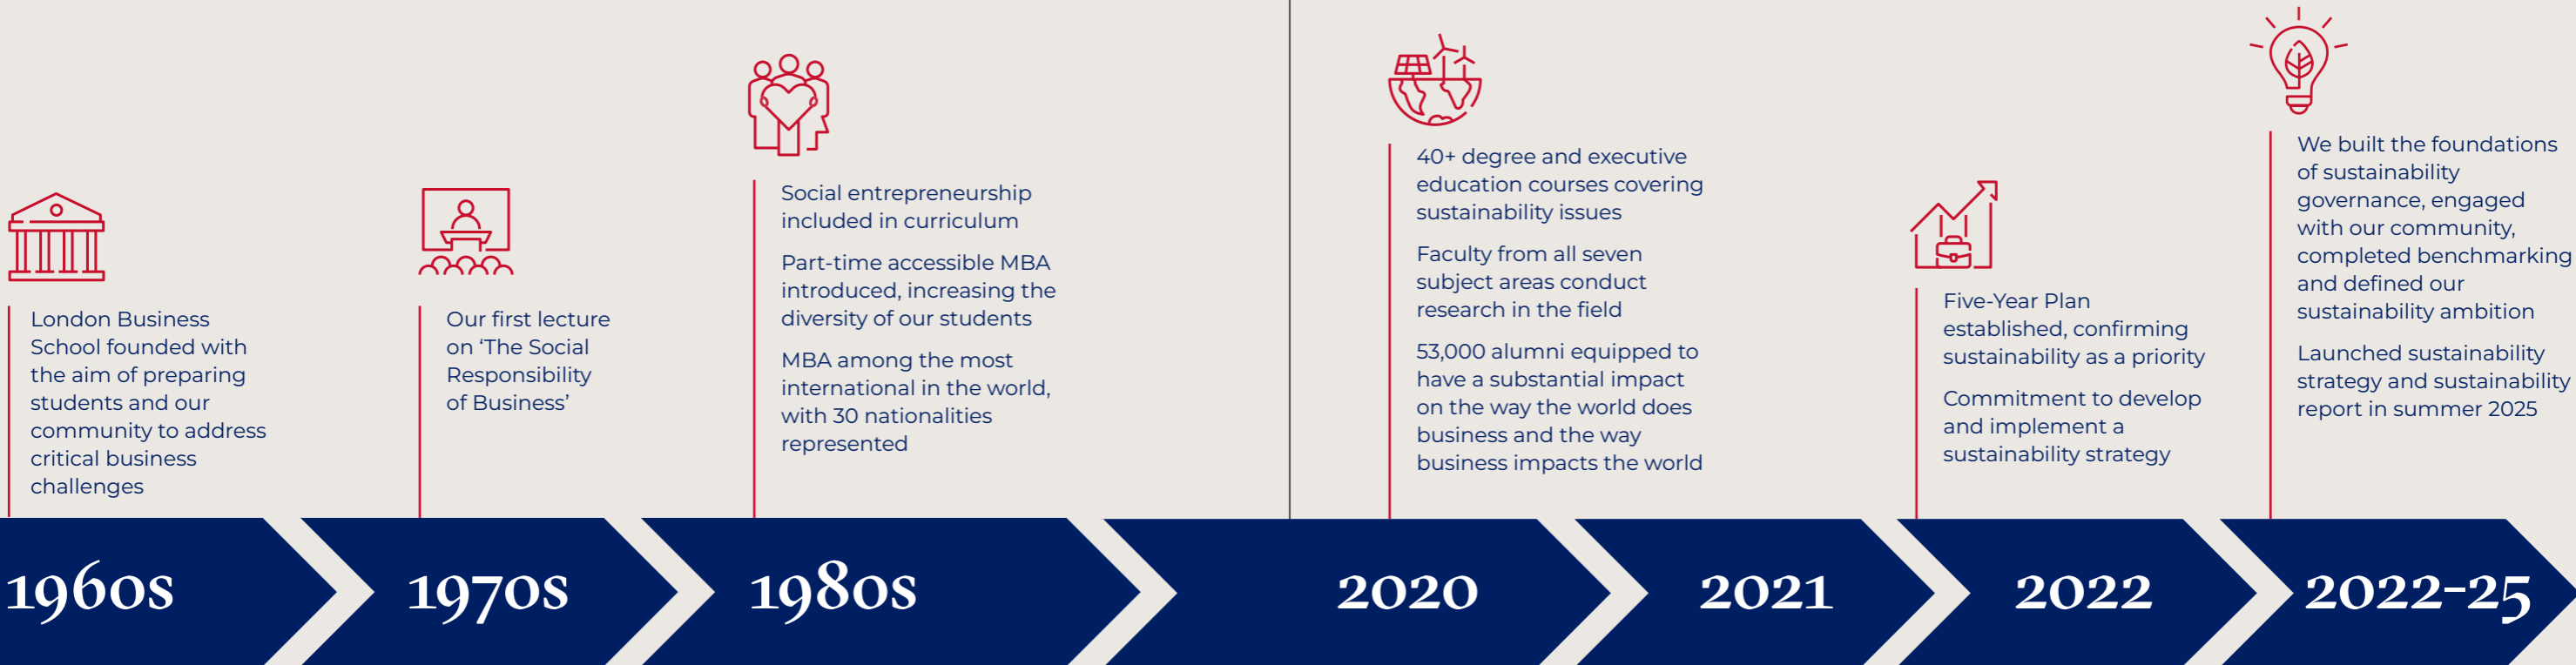 London Business
School founded with
the aim of preparing
students and our
community to address
critical business
challenges
1960s
Our first lecture
on ‘The Social
Responsibility
of Business’
1970s
Social entrepreneurship
included in curriculum
Part-time accessible MBA
introduced, increasing the
diversity of our students
MBA among the most
international in the world,
with 30 nationalities
represented
1980s
40+ degree and executive
education courses covering
sustainability issues
Faculty from all seven
subject areas conduct
research in the field
53,000 alumni equipped to
have a substantial impact
on the way the world does
business and the way
business impacts the world
2020
2021
Five-Year Plan
established, confirming
sustainability as a priority
Commitment to develop
and implement a
sustainability strategy
2022
We built the foundations
of sustainability
governance, engaged
with our community,
completed benchmarking
and defined our
sustainability ambition
Launched sustainability
strategy and sustainability
report in summer 2025
2022-25